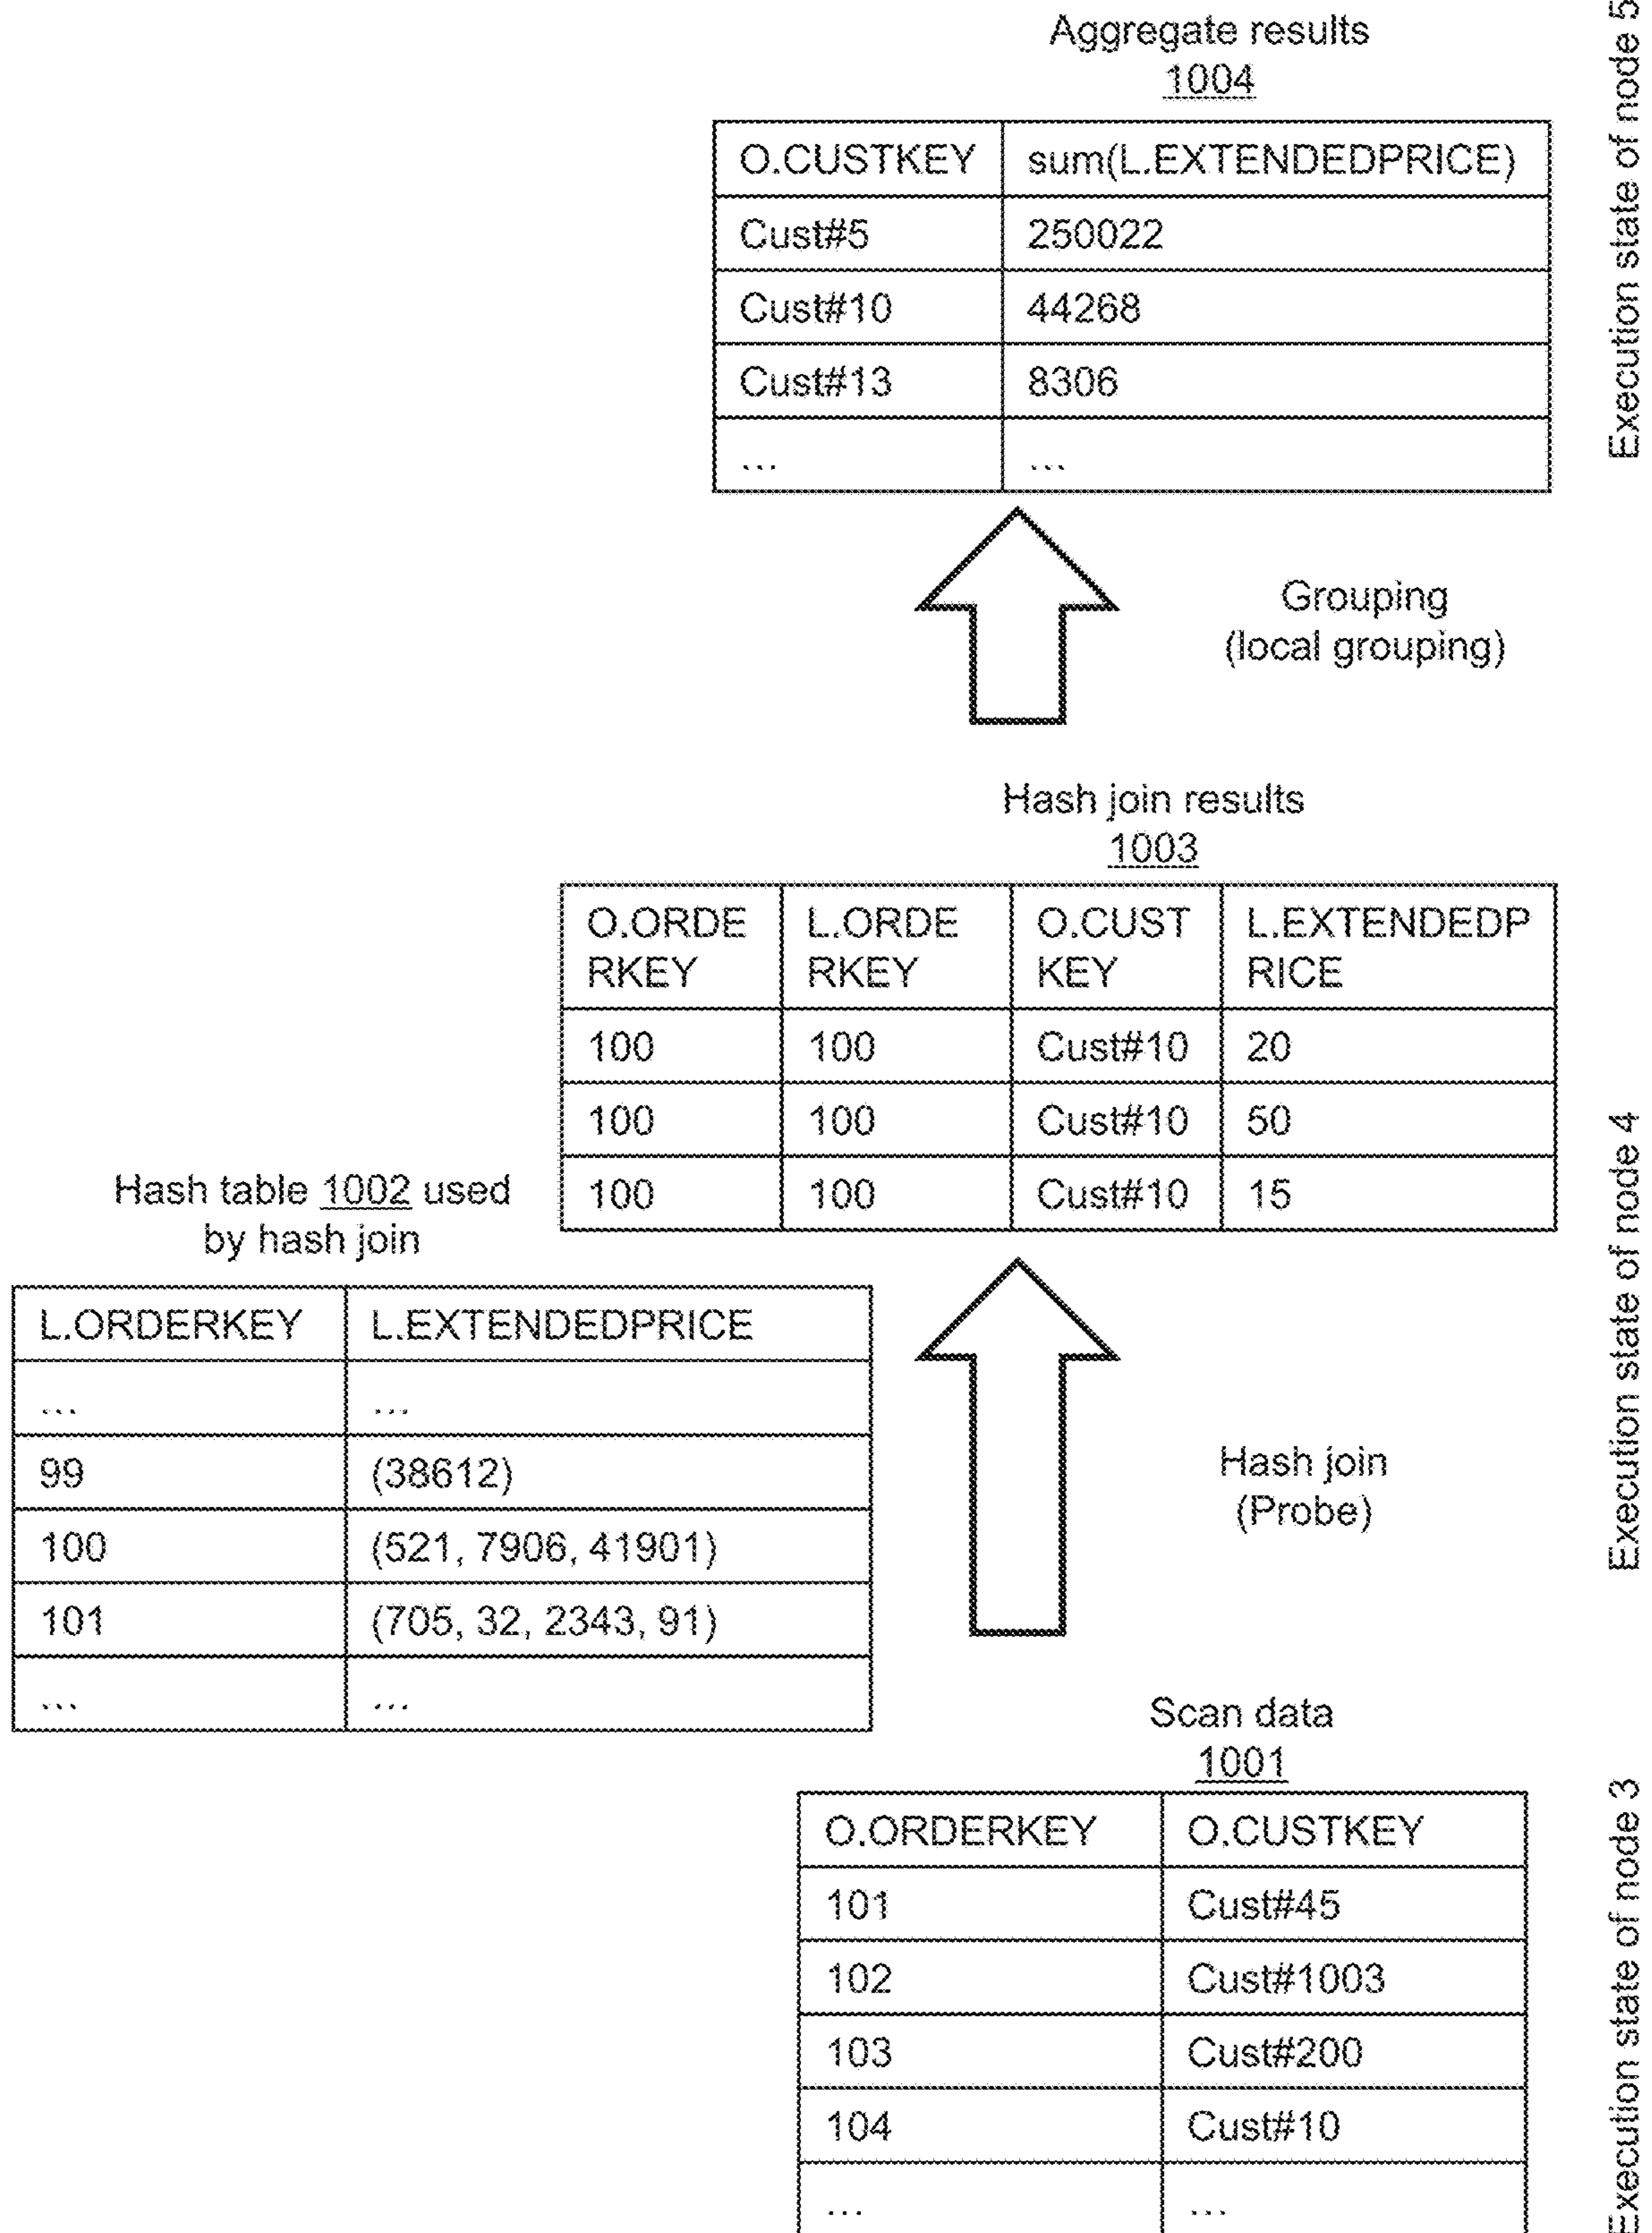 Aggregate results
1004
O.CUSTKEY sum(L.EXTENDEDPRICE)
Cust#5 250022
Cust#10 44268
Cust#13 8306
... ...
Execution state of node 5
Grouping
(local grouping)
Hash join results
1003
O.ORDE L.ORDE O.CUST L.EXTENDEDP
RKEY RKEY KEY RICE
100 100 Cust#10 20
100 100 Cust#10 50
100 100 Cust#10 15
Hash table 1002 used
by hash join
L.ORDERKEY L.EXTENDEDPRICE
... ...
99 (38612)
100 (521, 7906, 41901)
101 (705, 32, 2343, 91)
... ...
Hash join
(Probe)
Execution state of node 4
Scan data
1001
O.ORDERKEY O.CUSTKEY
101 Cust#45
102 Cust#1003
103 Cust#200
104 Cust#10
... ...
Execution state of node 3